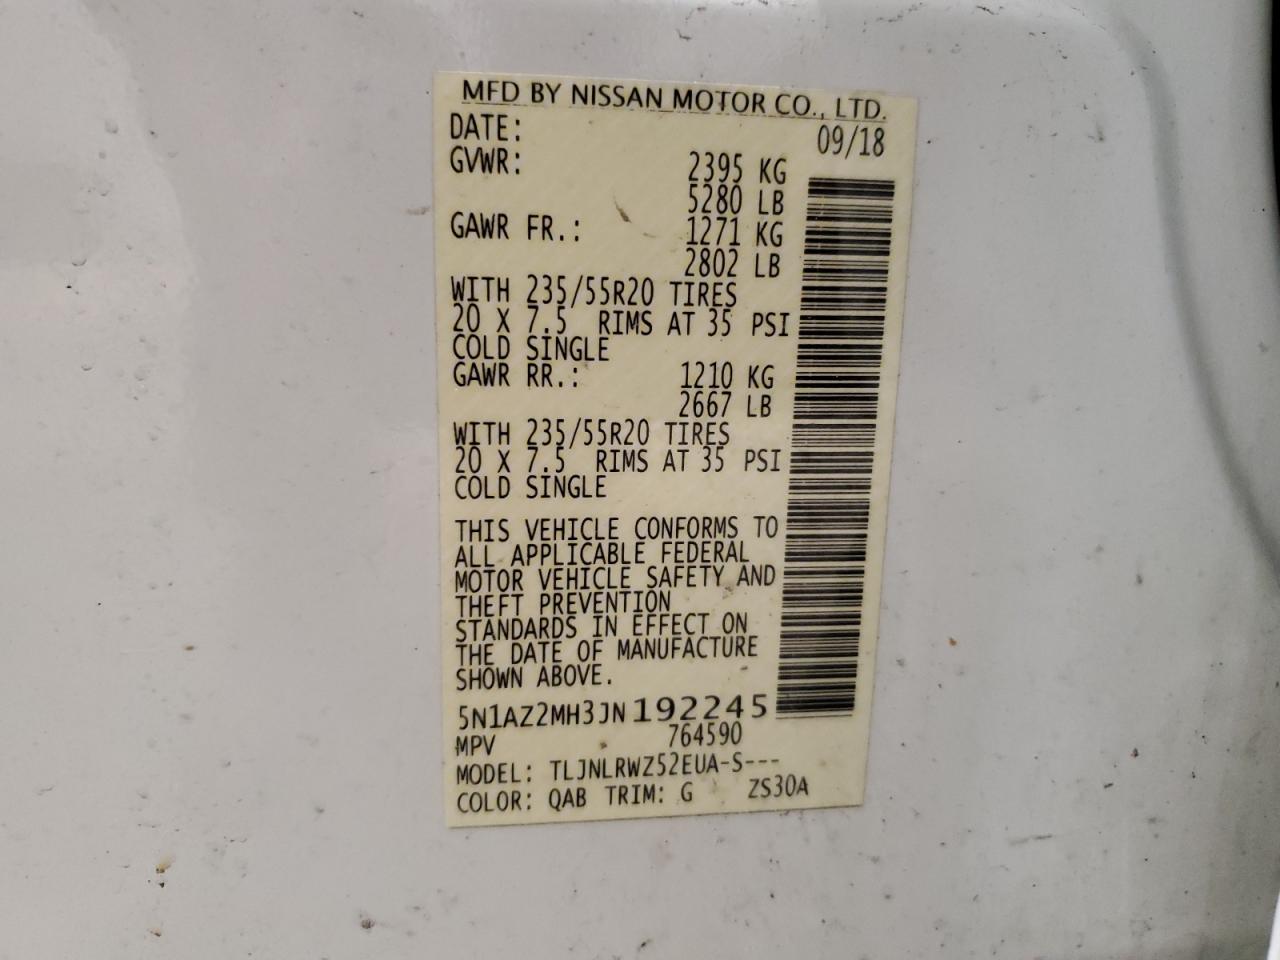 MFD BY NISSAN MOTOR CO., LTD.
DATE: 09/18
GVWR: 2395 KG
5280 LB
GAWR FR.: 1271 KG
2802 LB
WITH 235/55R20 TIRES
20 X 7.5 RIMS AT 35 PSI
COLD SINGLE
GAWR RR.: 1210 KG
2667 LB
WITH 235/55R20 TIRES
20 X 7.5 RIMS AT 35 PSI
COLD SINGLE
THIS VEHICLE CONFORMS TO
ALL APPLICABLE FEDERAL
MOTOR VEHICLE SAFETY AND
THEFT PREVENTION
STANDARDS IN EFFECT ON
THE DATE OF MANUFACTURE
SHOWN ABOVE.
5N1AZ2MH3JN192245
MPV 764590
MODEL: TLJNLRWZ52EUA-S---
COLOR: QAB TRIM: G ZS30A